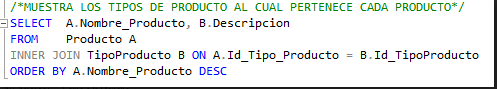 /*MUESTRA LOS TIPOS DE PRODUCTO AL CUAL PERTENECE CADA PRODUCTO*/
SELECT A.Nombre_Producto, B.Descripcion
FROM Producto A
INNER JOIN TipoProducto B ON A.Id_Tipo_Producto = B.Id_TipoProducto
ORDER BY A.Nombre_Producto DESC